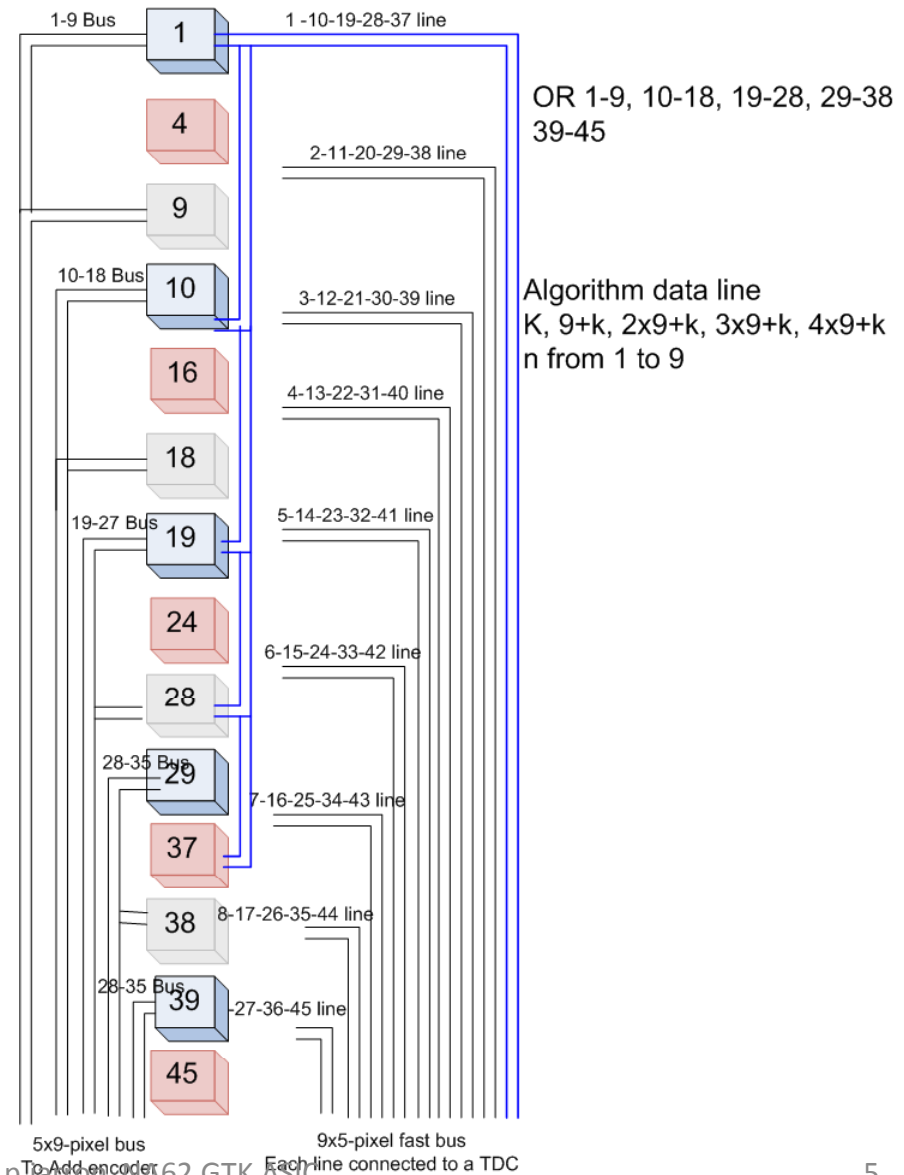 1-9 Bus
1
1 -10-19-28-37 line
OR 1-9, 10-18, 19-28, 29-38
39-45
4
2-11-20-29-38 line
9
10-18 Bus
10
3-12-21-30-39 line
Algorithm data line
K, 9+k, 2x9+k, 3x9+k, 4x9+k
n from 1 to 9
16
4-13-22-31-40 line
18
19-27 Bus
19
5-14-23-32-41 line
24
6-15-24-33-42 line
28
28-35 Bus
29
7-16-25-34-43 line
37
38
8-17-26-35-44 line
28-35 Bus
39
-27-36-45 line
45
5x9-pixel bus
To Add encoder
9x5-pixel fast bus
Each line connected to a TDC
NA62 GTK ASIC
5